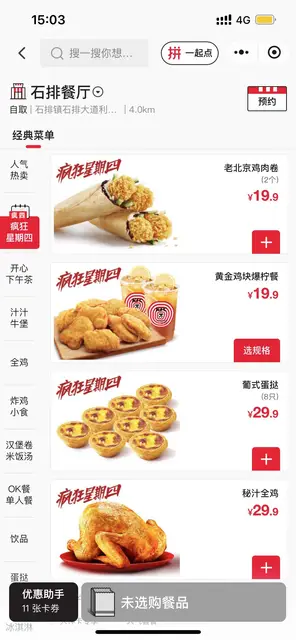 15:03
4G
搜一搜你想...
拼 一起点
石排餐厅
自取 | 石排镇石排大道利... | 4.0km
预约
经典菜单
人气
热卖
疯四
疯狂
星期四
开心
下午茶
汁汁
牛堡
全鸡
炸鸡
小食
汉堡卷
米饭汤
OK餐
单人餐
饮品
蛋挞
冰淇淋
疯狂星期四
老北京鸡肉卷
(2个)
¥19.9
疯狂星期四
黄金鸡块爆柠餐
¥19.9
选规格
疯狂星期四
葡式蛋挞
(8只)
¥29.9
疯狂星期四
秘汁全鸡
¥29.9
优惠助手
11 张卡券
未选购餐品